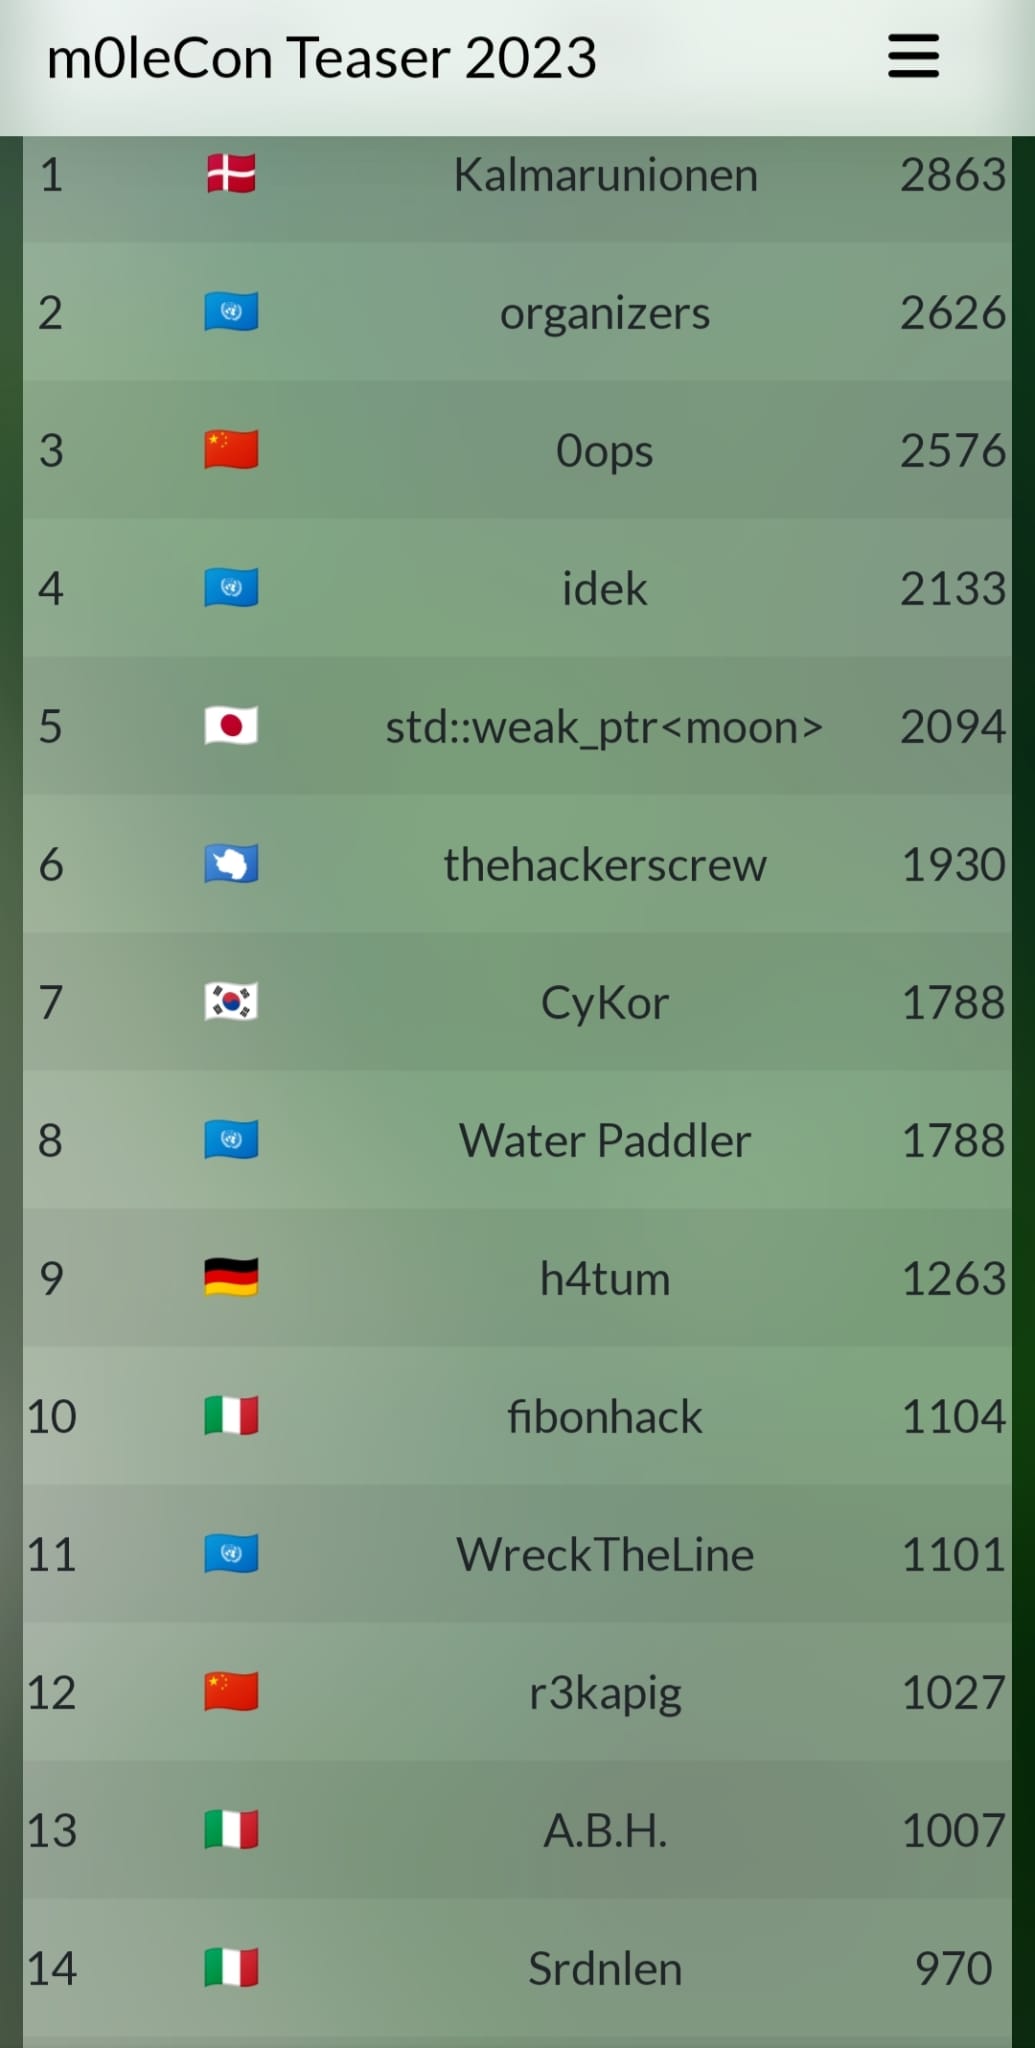 m0leCon Teaser 2023
1 Kalmarunionen 2863
2 organizers 2626
3 0ops 2576
4 idek 2133
5 std::weak_ptr<moon> 2094
6 thehackerscrew 1930
7 CyKor 1788
8 Water Paddler 1788
9 h4tum 1263
10 fibonhack 1104
11 WreckTheLine 1101
12 r3kapig 1027
13 A.B.H. 1007
14 Srdnlen 970